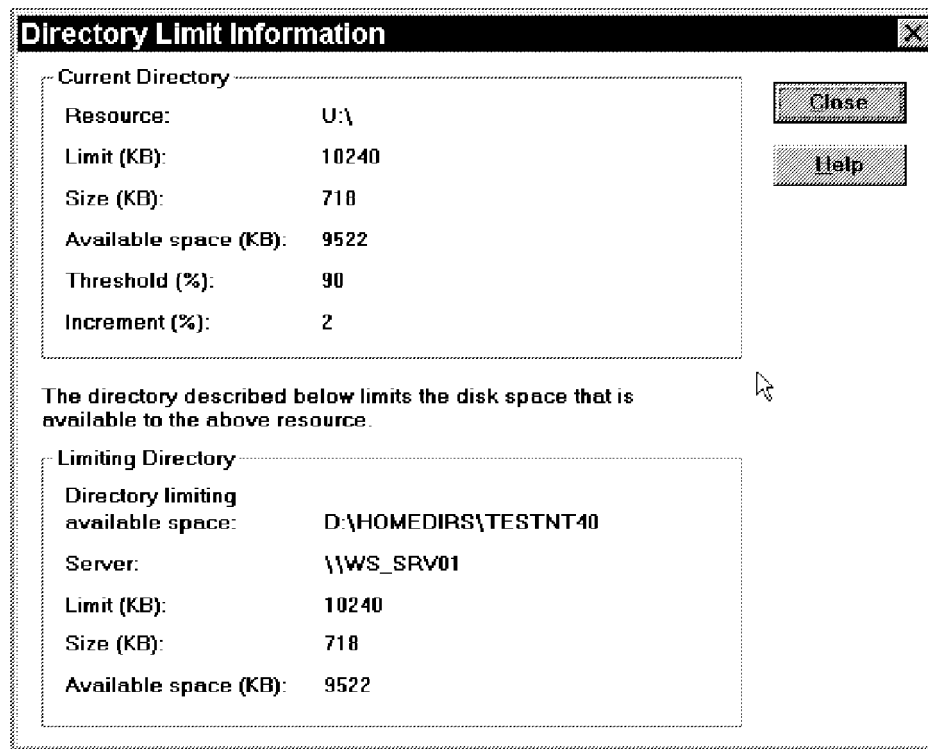 Directory Limit Information
Current Directory
Resource: U:\
Limit (KB): 10240
Size (KB): 718
Available space (KB): 9522
Threshold (%): 90
Increment (%): 2
Close
Help
The directory described below limits the disk space that is
available to the above resource.
Limiting Directory
Directory limiting
available space: D:\HOMEDIRS\TESTNT40
Server: \\WS_SRV01
Limit (KB): 10240
Size (KB): 718
Available space (KB): 9522